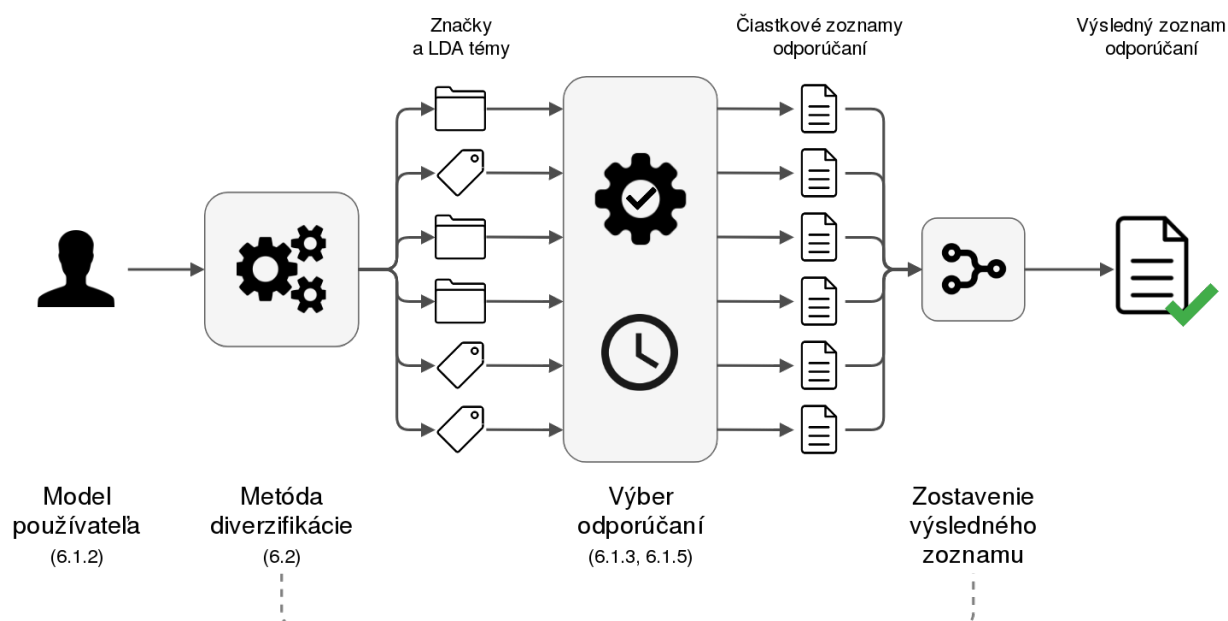 Značky
a LDA témy
Čiastkové zoznamy
odporúčaní
Výsledný zoznam
odporúčaní
Model
používateľa
(6.1.2)
Metóda
diverzifikácie
(6.2)
Výber
odporúčaní
(6.1.3, 6.1.5)
Zostavenie
výsledného
zoznamu